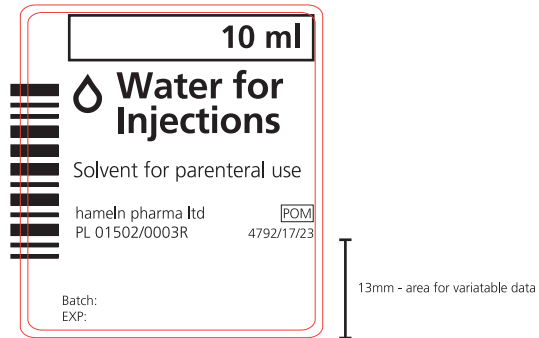 10 ml
Water for
Injections
Solvent for parenteral use
hameln pharma ltd POM
PL 01502/0003R 4792/17/23
13mm - area for variatable data
Batch:
EXP: